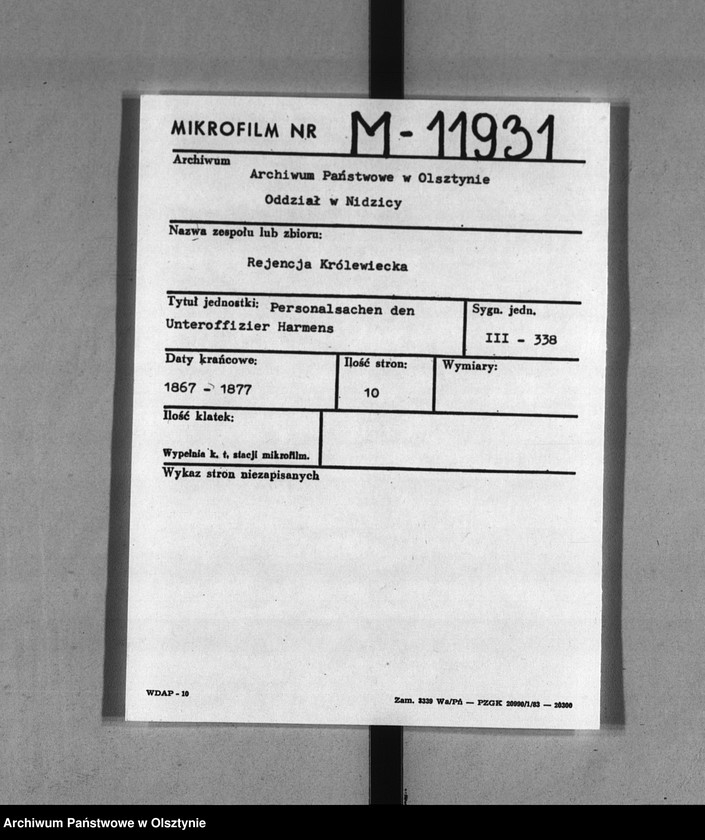 MIKROFILM NR M-11931
Archiwum
Archiwum Państwowe w Olsztynie
Oddział w Nidzicy
Nazwa zespołu lub zbioru:
Rejencja Królewiecka
Tytuł jednostki: Personalsachen den
Unteroffizier Harmens
Sygn. jedn.
III - 338
Daty krańcowe:
1867 - 1877
Ilość stron:
10
Wymiary:
Ilość klatek:
Wypełnia k. t. stacji mikrofilm.
Wykaz stron niezapisanych
WDAP - 10
Zam. 3339 Wa/Pń — PZGK 20990/1/83 — 20300
Archiwum Państwowe w Olsztynie